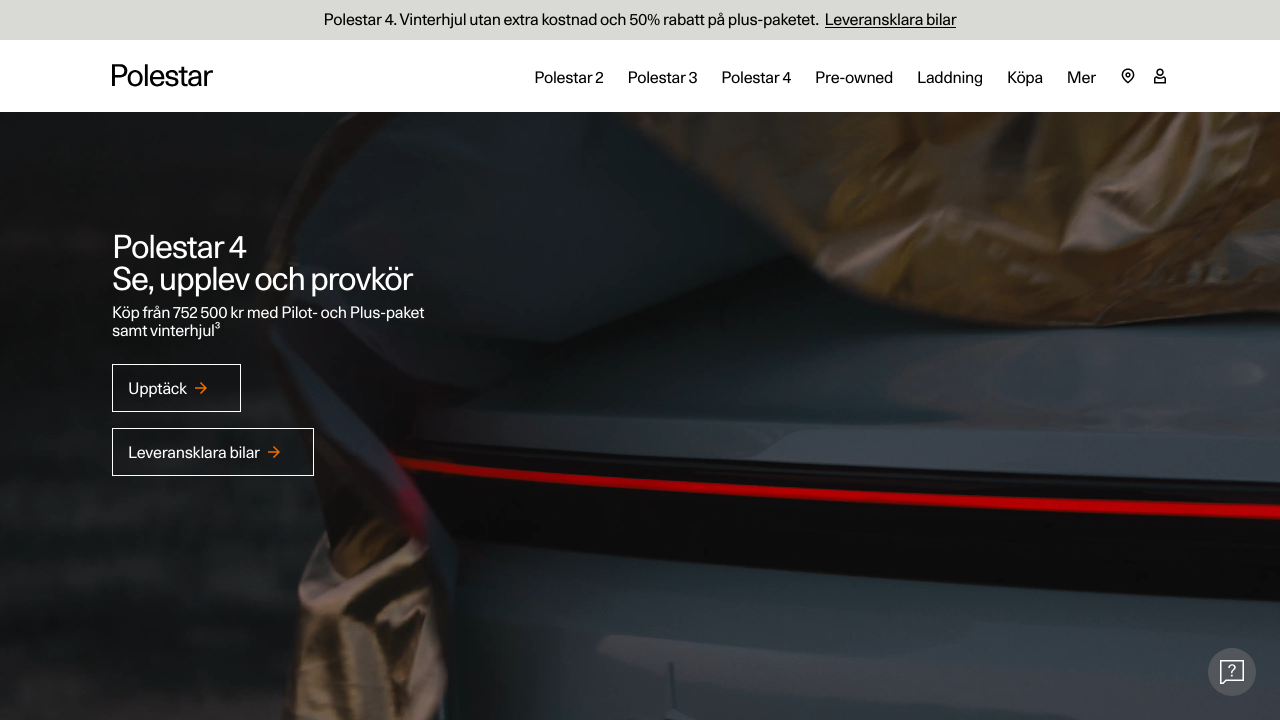 Polestar 4. Vinterhjul utan extra kostnad och 50% rabatt på plus-paketet. Leveransklara bilar
Polestar
Polestar 2 Polestar 3 Polestar 4 Pre-owned Laddning Köpa Mer
Polestar 4
Se, upplev och provkör
Köp från 752 500 kr med Pilot- och Plus-paket
samt vinterhjul³
Upptäck
Leveransklara bilar
?